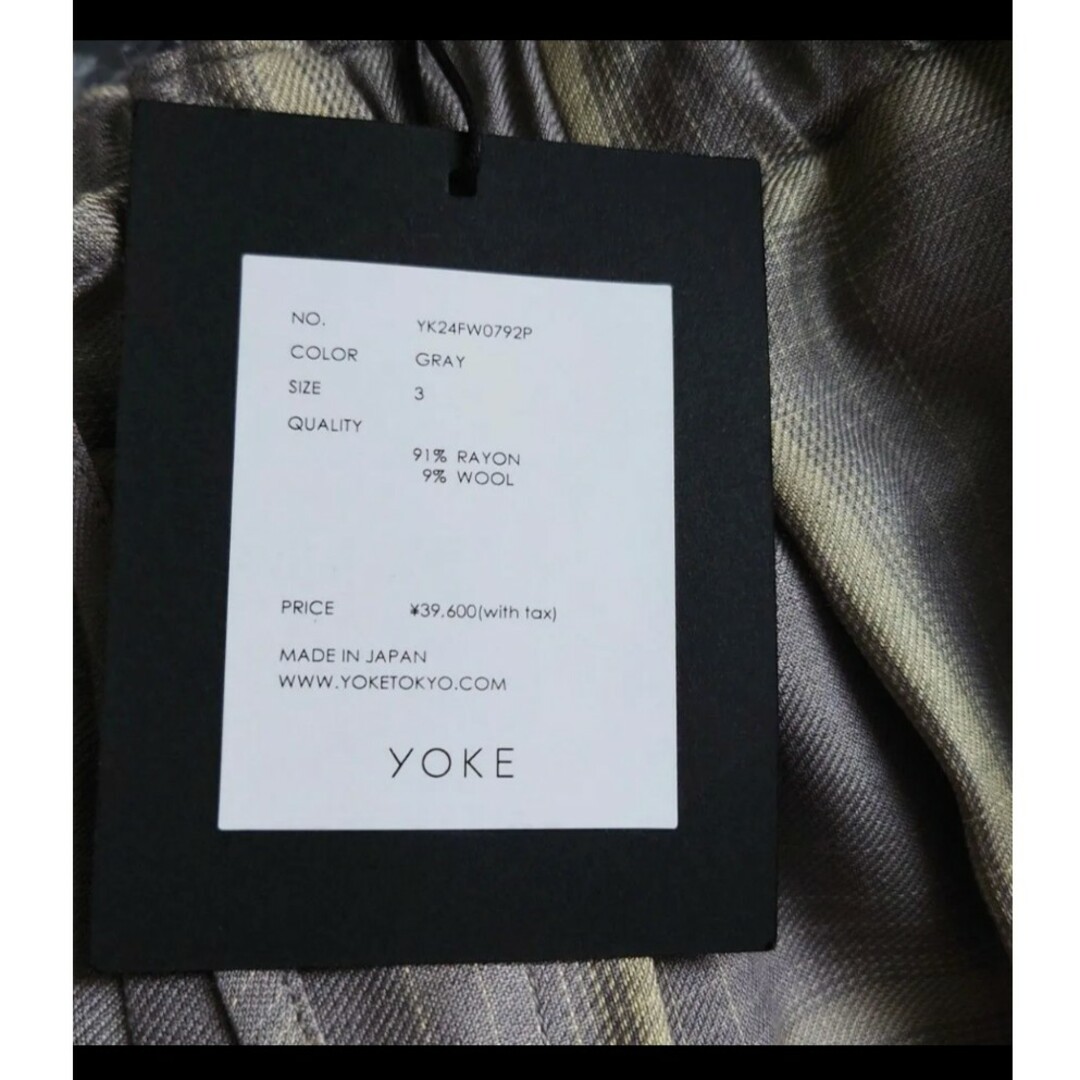 NO. YK24FW0792P
COLOR GRAY
SIZE 3
QUALITY
91% RAYON
9% WOOL
PRICE ¥39.600(with tax)
MADE IN JAPAN
WWW.YOKETOKYO.COM
YOKE